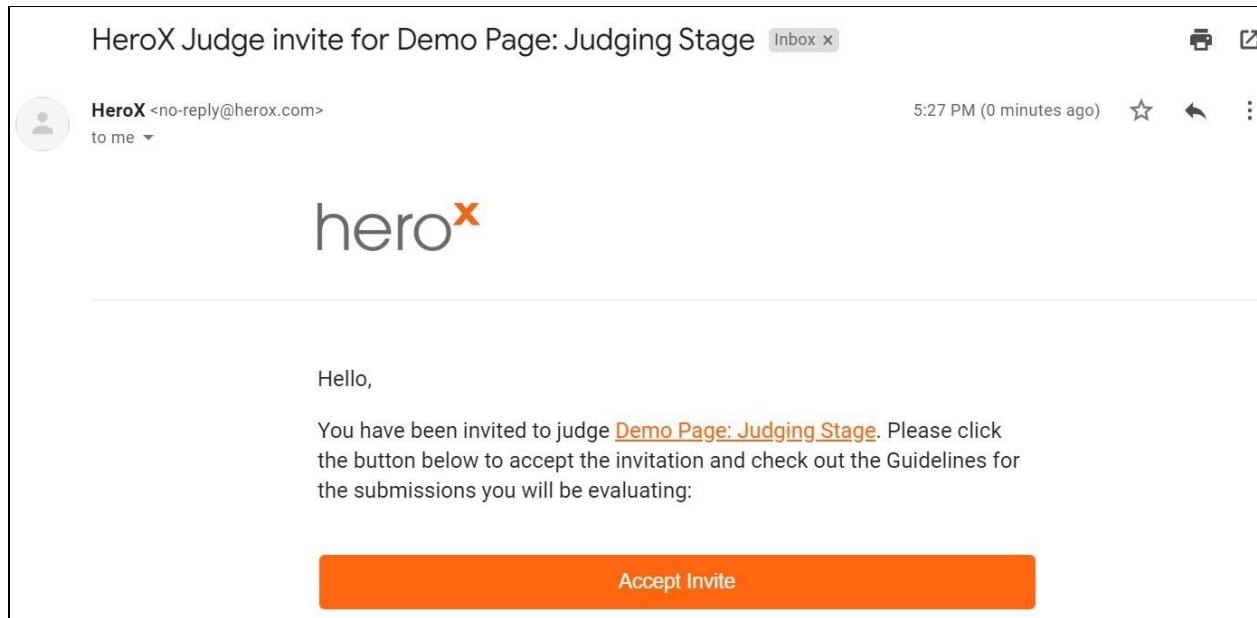 HeroX Judge invite for Demo Page: Judging Stage Inbox x
HeroX <no-reply@herox.com> 5:27 PM (0 minutes ago)
to me
herox
Hello,
You have been invited to judge Demo Page: Judging Stage. Please click
the button below to accept the invitation and check out the Guidelines for
the submissions you will be evaluating:
Accept Invite